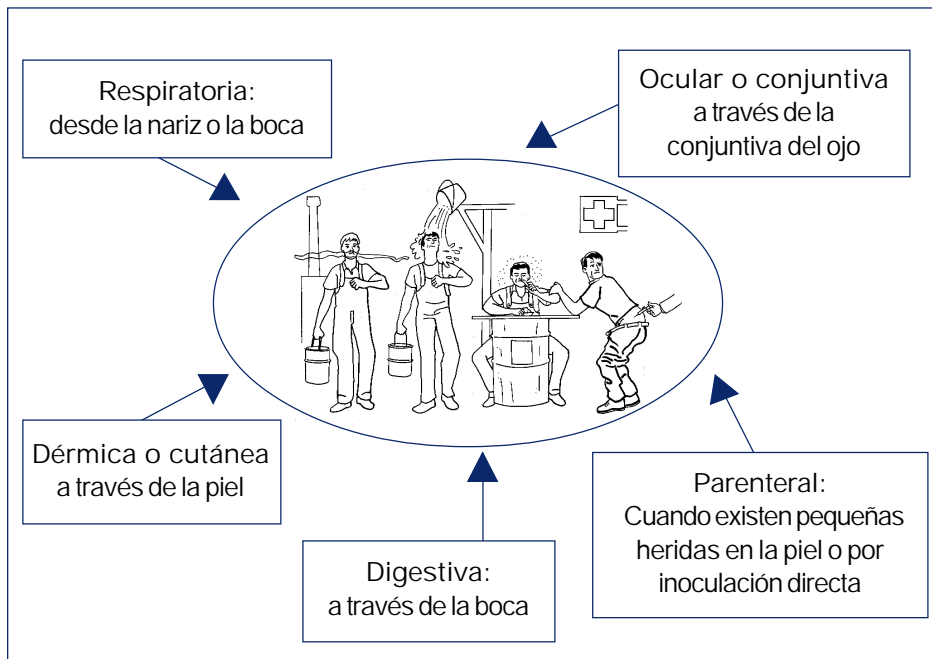 Respiratoria:
desde la nariz o la boca
Ocular o conjuntiva
a través de la
conjuntiva del ojo
Dérmica o cutánea
a través de la piel
Digestiva:
a través de la boca
Parenteral:
Cuando existen pequeñas
heridas en la piel o por
inoculación directa